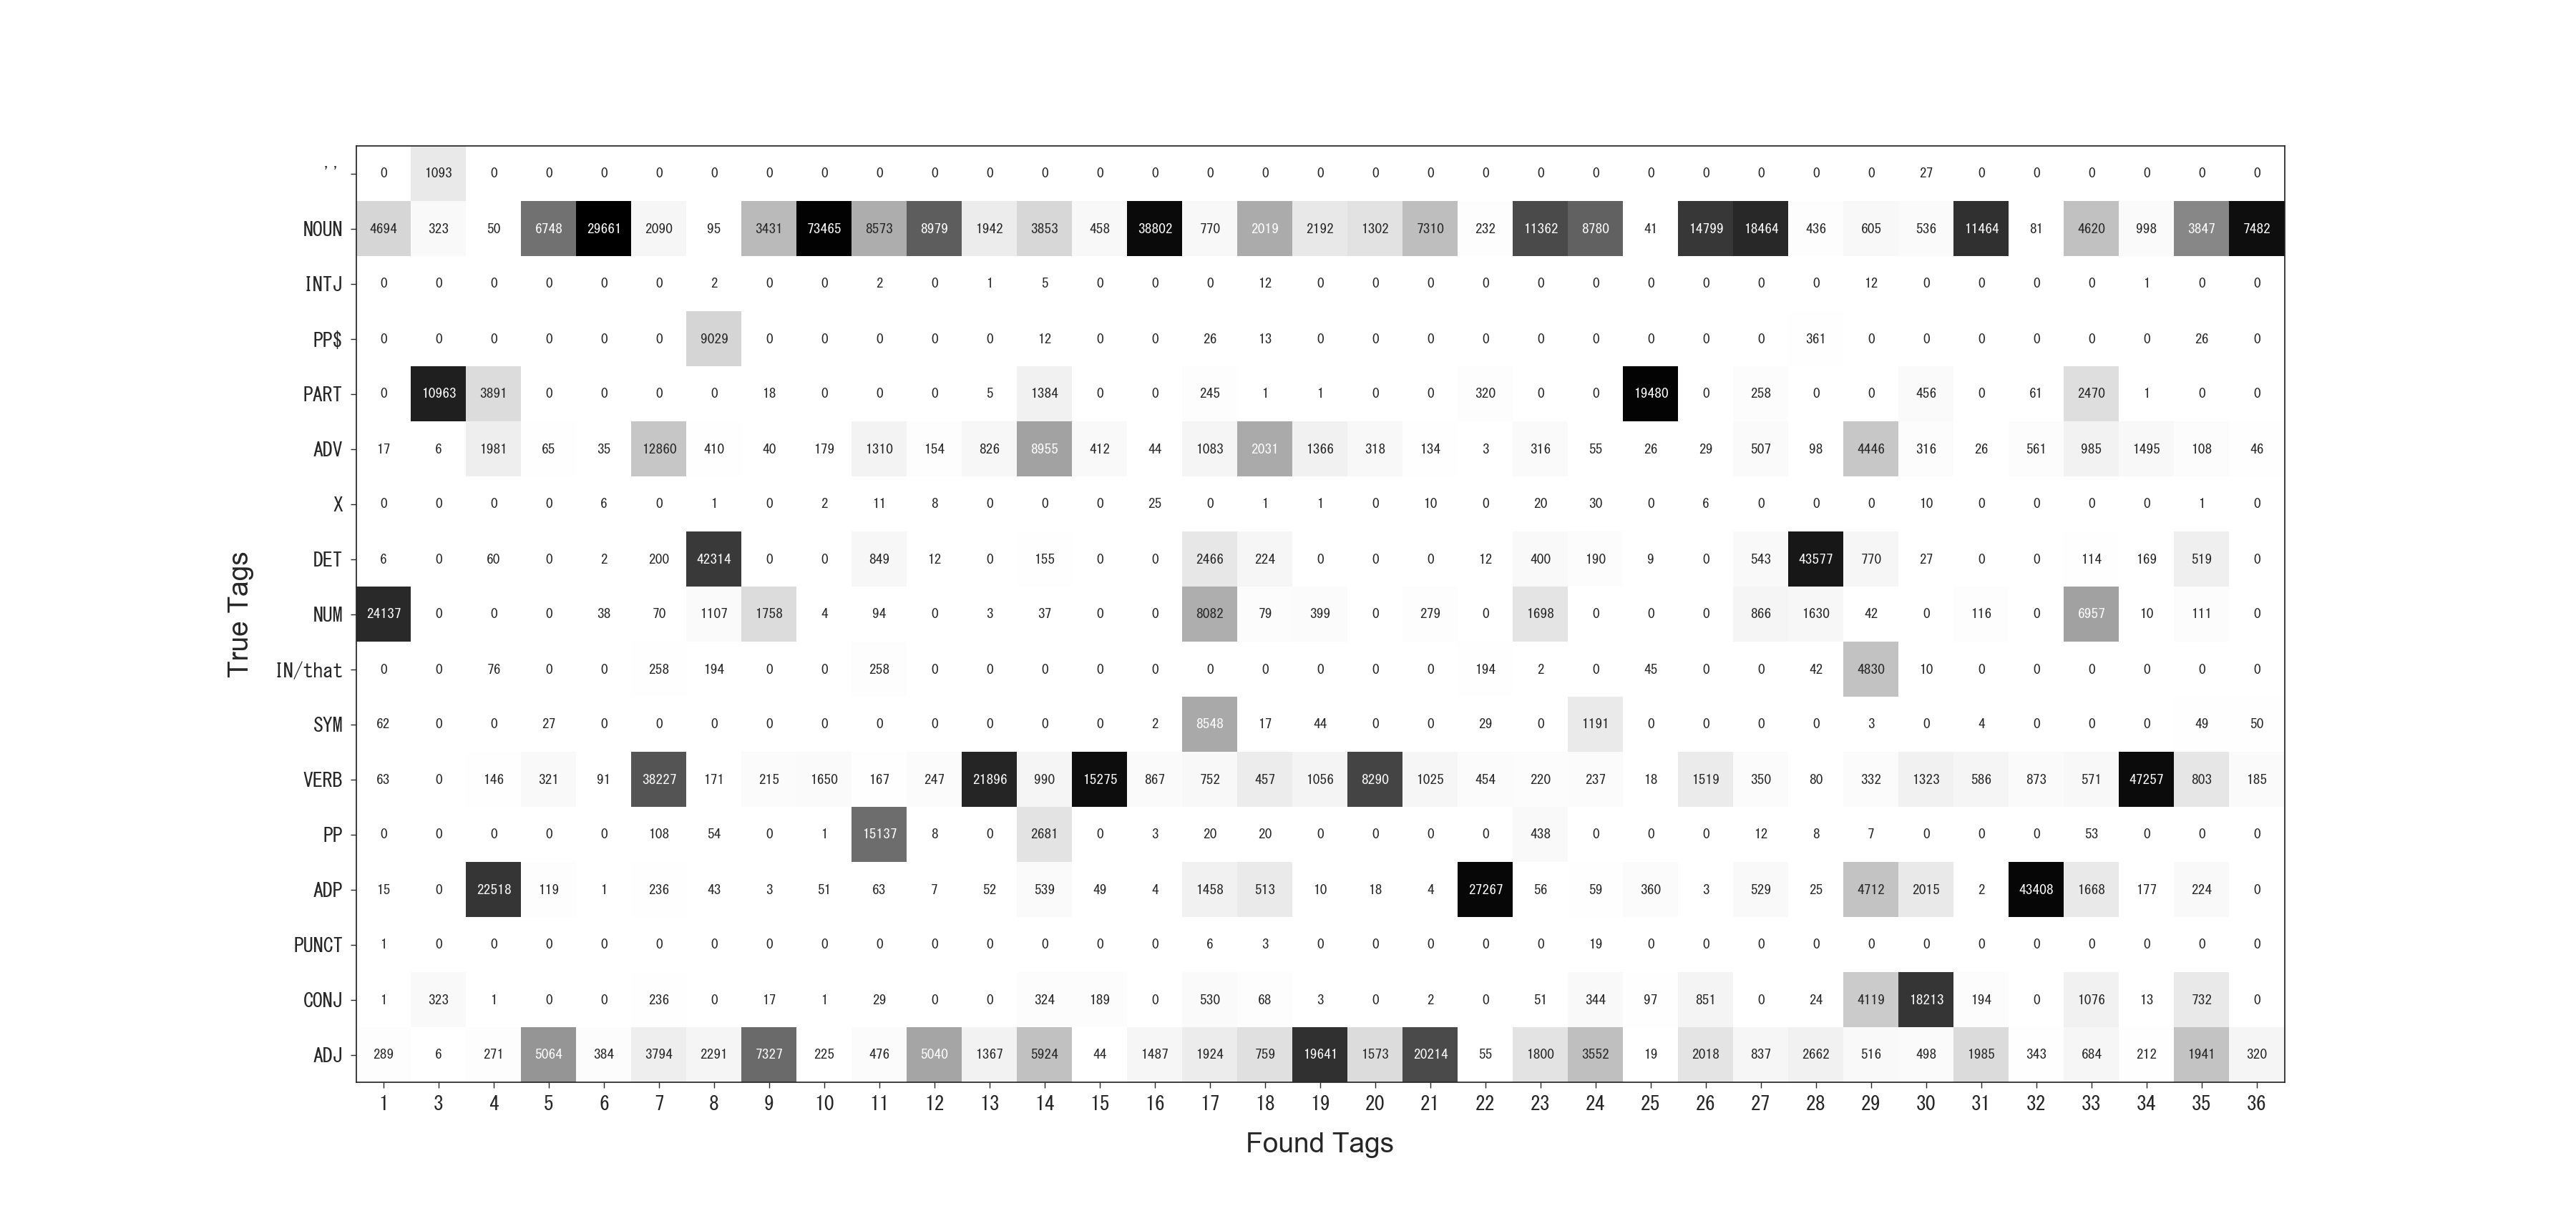 '' 0 1093 0 0 0 0 0 0 0 0 0 0 0 0 0 0 0 0 0 0 0 0 0 0 0 0 0 0 27 0 0 0 0 0 0
NOUN 4694 323 50 6748 29661 2090 95 3431 73465 8573 8979 1942 3853 458 38802 770 2019 2192 1302 7310 232 11362 8780 41 14799 18464 436 605 536 11464 81 4620 998 3847 7482
INTJ 0 0 0 0 0 0 2 0 0 2 0 1 5 0 0 0 12 0 0 0 0 0 0 0 0 0 0 12 0 0 0 0 1 0 0
PP$ 0 0 0 0 0 0 9029 0 0 0 0 0 12 0 0 26 13 0 0 0 0 0 0 0 0 0 361 0 0 0 0 0 0 26 0
PART 0 10963 3891 0 0 0 0 18 0 0 0 5 1384 0 0 245 1 1 0 0 320 0 0 19480 0 258 0 0 456 0 61 2470 1 0 0
ADV 17 6 1981 65 35 12860 410 40 179 1310 154 826 8955 412 44 1083 2031 1366 318 134 3 316 55 26 29 507 98 4446 316 26 561 985 1495 108 46
X 0 0 0 0 6 0 1 0 2 11 8 0 0 0 25 0 1 1 0 10 0 20 30 0 6 0 0 0 10 0 0 0 0 1 0
DET 6 0 60 0 2 200 42314 0 0 849 12 0 155 0 0 2466 224 0 0 0 12 400 190 9 0 543 43577 770 27 0 0 114 169 519 0
NUM 24137 0 0 0 38 70 1107 1758 4 94 0 3 37 0 0 8082 79 399 0 279 0 1698 0 0 0 866 1630 42 0 116 0 6957 10 111 0
IN/that 0 0 76 0 0 258 194 0 0 258 0 0 0 0 0 0 0 0 0 0 194 2 0 45 0 0 42 4830 10 0 0 0 0 0 0
SYM 62 0 0 27 0 0 0 0 0 0 0 0 0 0 2 8548 17 44 0 0 29 0 1191 0 0 0 0 3 0 4 0 0 0 49 50
VERB 63 0 146 321 91 38227 171 215 1650 167 247 21896 990 15275 867 752 457 1056 8290 1025 454 220 237 18 1519 350 80 332 1323 586 873 571 47257 803 185
PP 0 0 0 0 0 108 54 0 1 15137 8 0 2681 0 3 20 20 0 0 0 0 438 0 0 0 12 8 7 0 0 0 53 0 0 0
ADP 15 0 22518 119 1 236 43 3 51 63 7 52 539 49 4 1458 513 10 18 4 27267 56 59 360 3 529 25 4712 2015 2 43408 1668 177 224 0
PUNCT 1 0 0 0 0 0 0 0 0 0 0 0 0 0 0 6 3 0 0 0 0 0 19 0 0 0 0 0 0 0 0 0 0 0 0
CONJ 1 323 1 0 0 236 0 17 1 29 0 0 324 189 0 530 68 3 0 2 0 51 344 97 851 0 24 4119 18213 194 0 1076 13 732 0
ADJ 289 6 271 5064 384 3794 2291 7327 225 476 5040 1367 5924 44 1487 1924 759 19641 1573 20214 55 1800 3552 19 2018 837 2662 516 498 1985 343 684 212 1941 320
1 3 4 5 6 7 8 9 10 11 12 13 14 15 16 17 18 19 20 21 22 23 24 25 26 27 28 29 30 31 32 33 34 35 36
Found Tags
True Tags